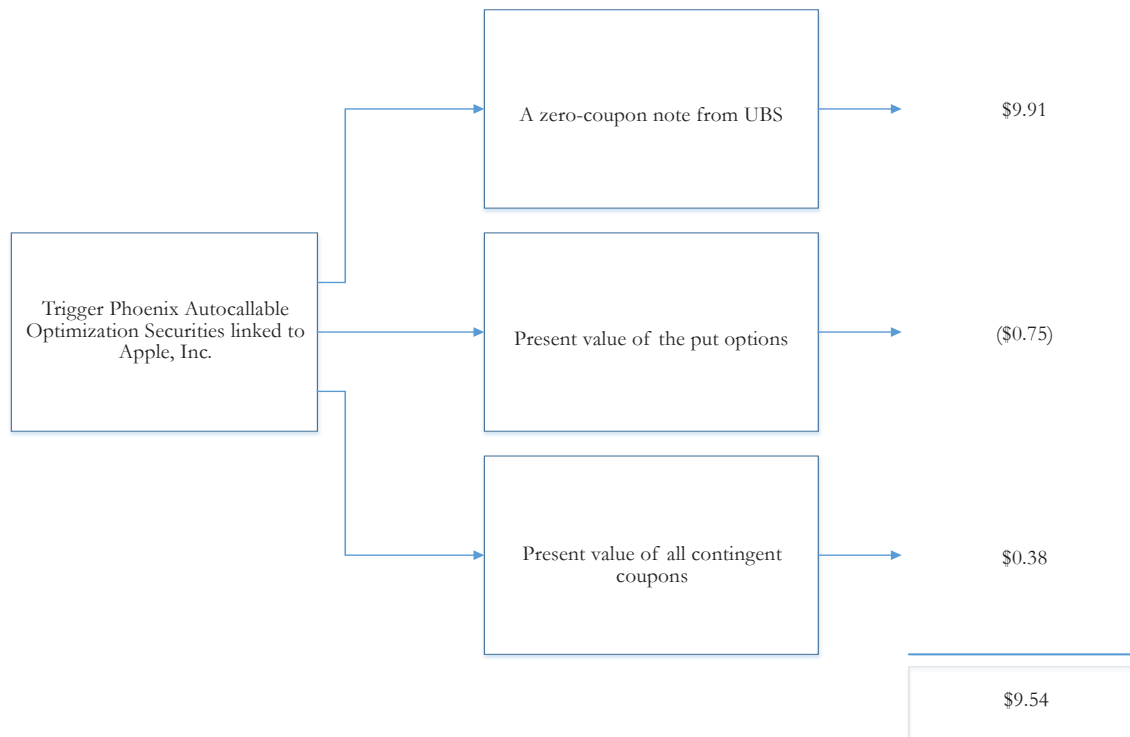 A zero-coupon note from UBS
$9.91
Trigger Phoenix Autocallable
Optimization Securities linked to
Apple, Inc.
Present value of the put options
($0.75)
Present value of all contingent
coupons
$0.38
$9.54